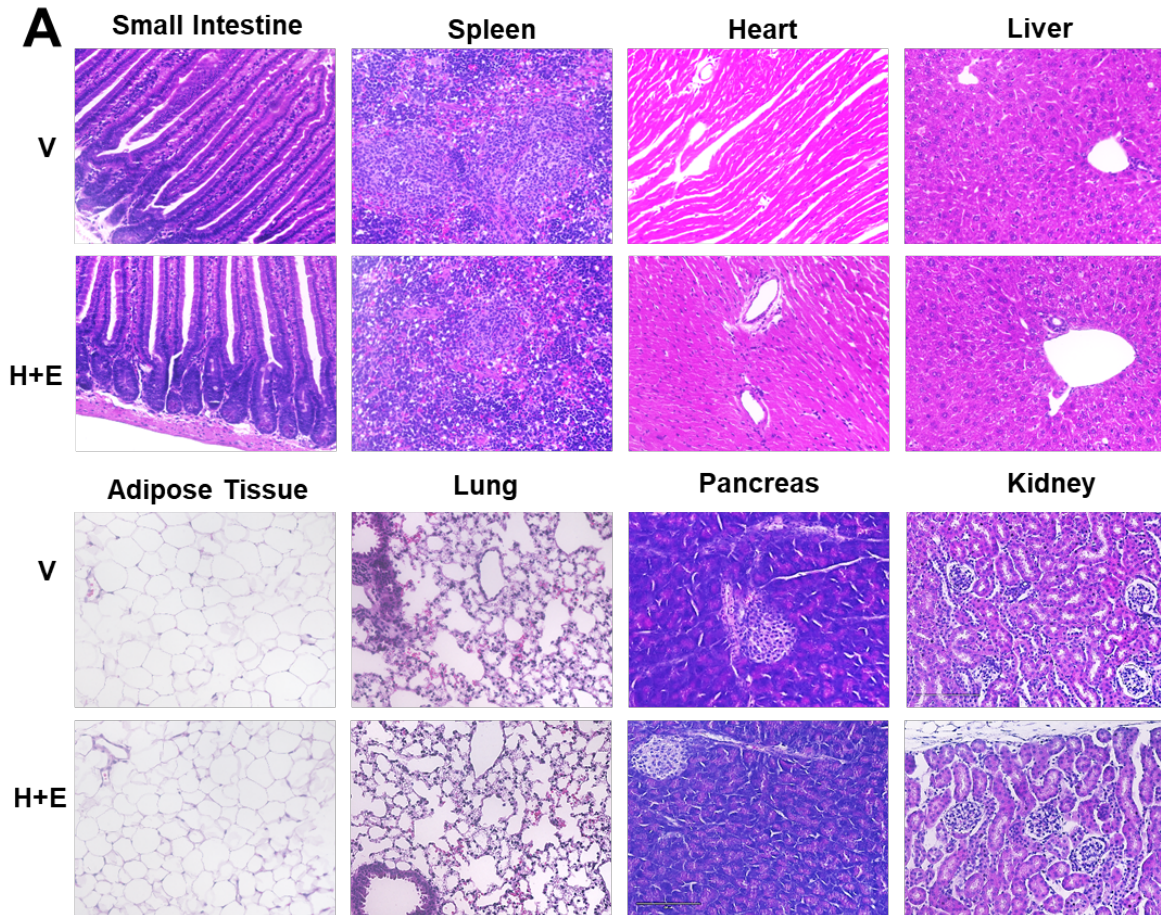 A
Small Intestine Spleen Heart Liver
V
H+E
Adipose Tissue Lung Pancreas Kidney
V
H+E